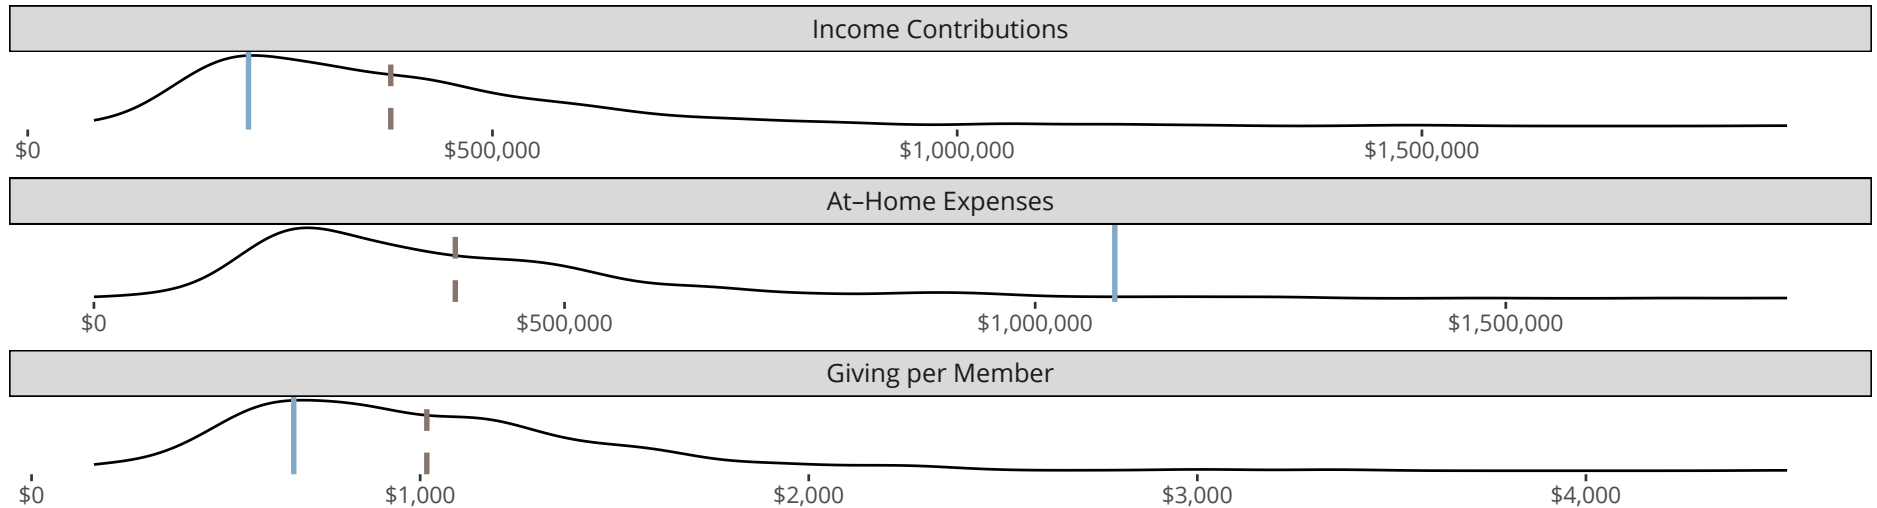 Income Contributions
$0 $500,000 $1,000,000 $1,500,000
At–Home Expenses
$0 $500,000 $1,000,000 $1,500,000
Giving per Member
$0 $1,000 $2,000 $3,000 $4,000